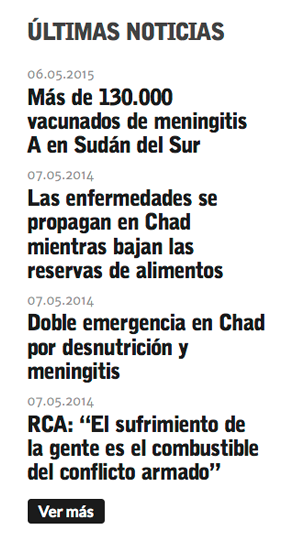 ÚLTIMAS NOTICIAS
06.05.2015
Más de 130.000
vacunados de meningitis
A en Sudán del Sur
07.05.2014
Las enfermedades se
propagan en Chad
mientras bajan las
reservas de alimentos
07.05.2014
Doble emergencia en Chad
por desnutrición y
meningitis
07.05.2014
RCA: “El sufrimiento de
la gente es el combustible
del conflicto armado”
Ver más